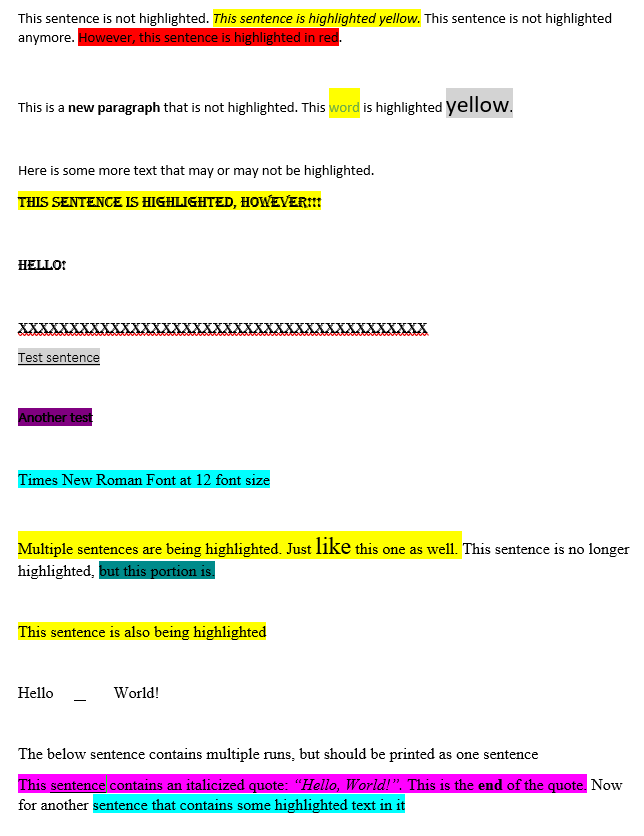 This sentence is not highlighted. This sentence is highlighted yellow. This sentence is not highlighted
anymore. However, this sentence is highlighted in red.
This is a new paragraph that is not highlighted. This word is highlighted yellow.
Here is some more text that may or may not be highlighted.
THIS SENTENCE IS HIGHLIGHTED, HOWEVER!!!
HELLO!
XXXXXXXXXXXXXXXXXXXXXXXXXXXXXXXXXXXXXXXX
Test sentence
Another test
Times New Roman Font at 12 font size
Multiple sentences are being highlighted. Just like this one as well. This sentence is no longer
highlighted, but this portion is.
This sentence is also being highlighted
Hello _ World!
The below sentence contains multiple runs, but should be printed as one sentence
This sentence contains an italicized quote: “Hello, World!”. This is the end of the quote. Now
for another sentence that contains some highlighted text in it